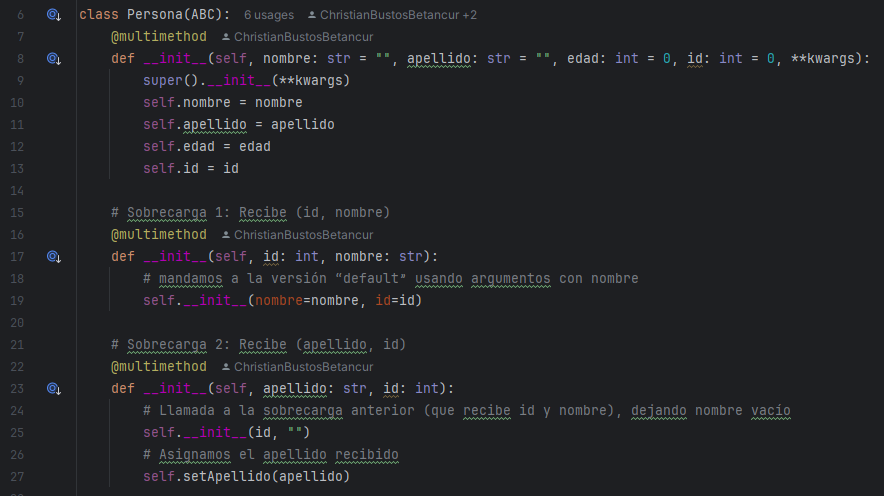 6 class Persona(ABC): 6 usages ChristianBustosBetancur +2
7 @multimethod ChristianBustosBetancur
8 def __init__(self, nombre: str = "", apellido: str = "", edad: int = 0, id: int = 0, **kwargs):
9 super().__init__(**kwargs)
10 self.nombre = nombre
11 self.apellido = apellido
12 self.edad = edad
13 self.id = id
14
15 # Sobrecarga 1: Recibe (id, nombre)
16 @multimethod ChristianBustosBetancur
17 def __init__(self, id: int, nombre: str):
18 # mandamos a la versión “default” usando argumentos con nombre
19 self.__init__(nombre=nombre, id=id)
20
21 # Sobrecarga 2: Recibe (apellido, id)
22 @multimethod ChristianBustosBetancur
23 def __init__(self, apellido: str, id: int):
24 # Llamada a la sobrecarga anterior (que recibe id y nombre), dejando nombre vacío
25 self.__init__(id, "")
26 # Asignamos el apellido recibido
27 self.setApellido(apellido)